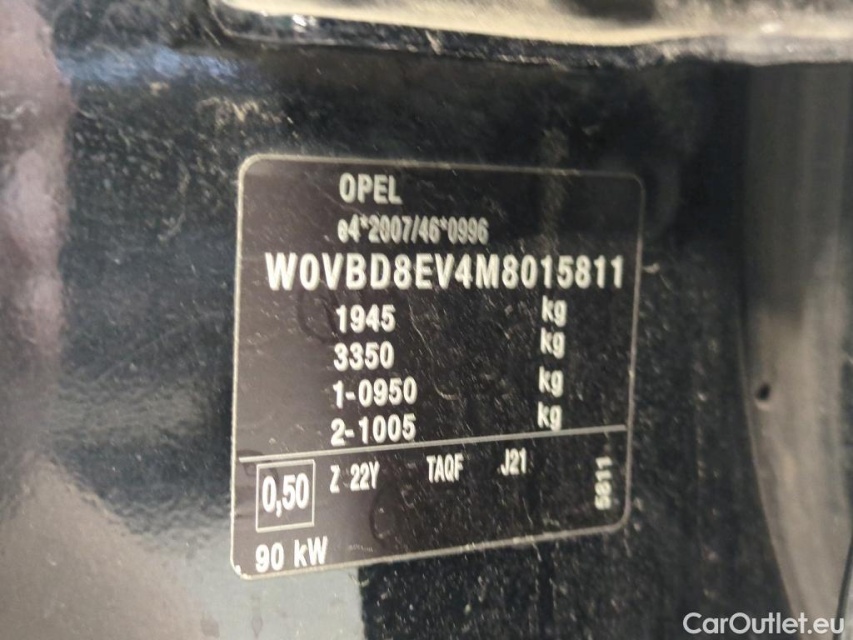 OPEL
e4*2007/46*0996
W0VBD8EV4M8015811
1945 kg
3350 kg
1-0950 kg
2-1005 kg
0,50 Z 22Y TAQF J21 5811
90 kW
CarOutlet.eu